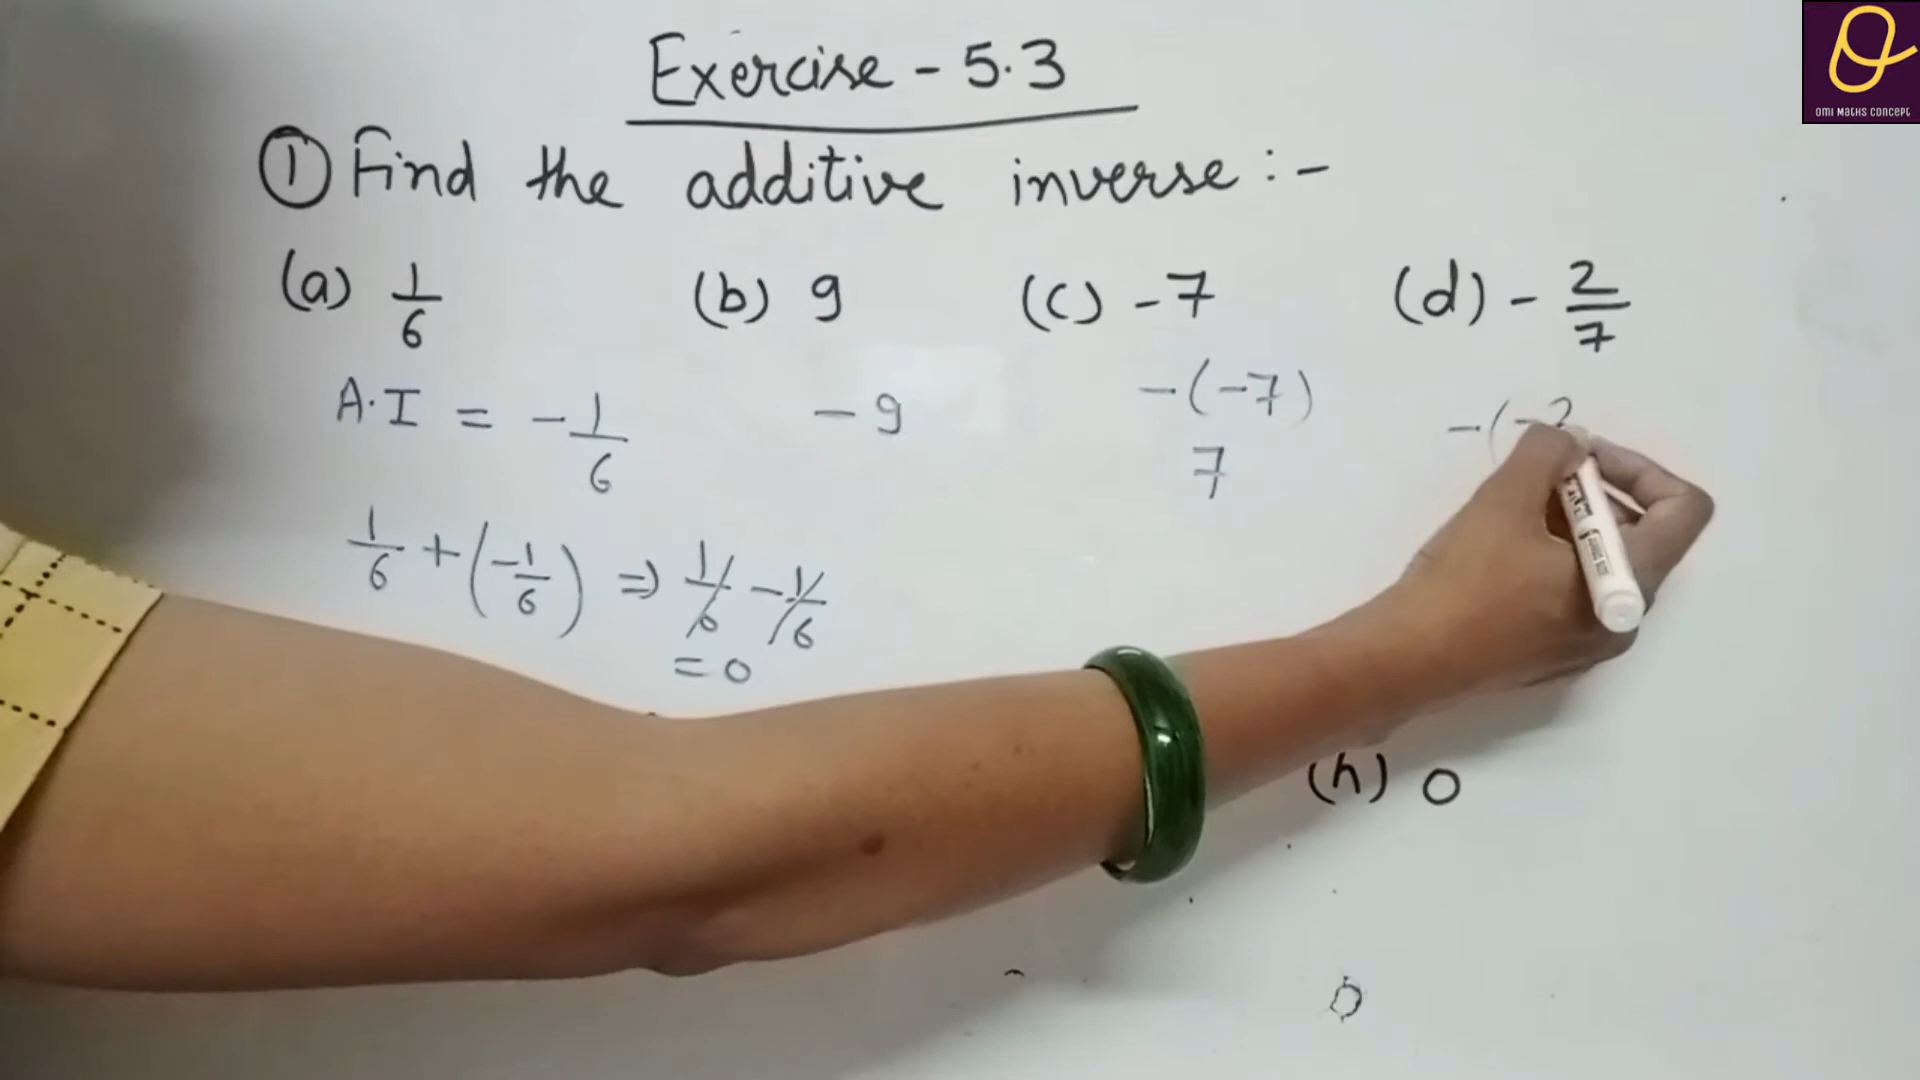 Exercise - 5.3
① Find the additive inverse :-
(a) 1/6 (b) 9 (c) -7 (d) - 2/7
A.I = - 1/6 - 9 -(-7) -(-2
7
1/6 + (-1/6) ⇒ 1/6 - 1/6
= 0
(h) 0
OMI MATHS CONCEPT